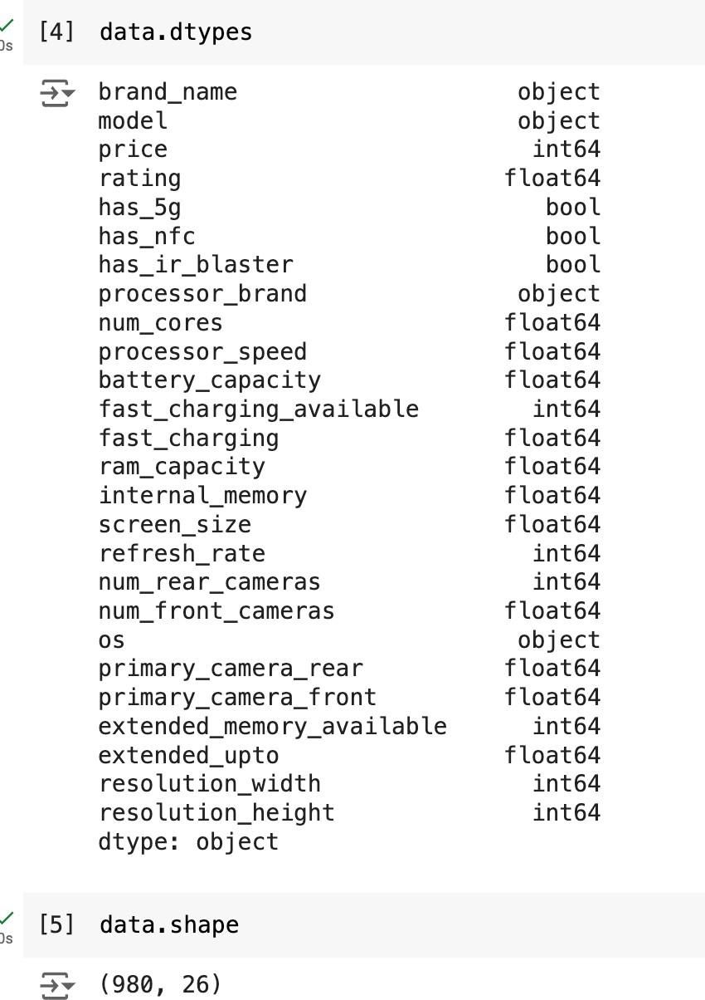 [4] data.dtypes
0s
brand_name object
model object
price int64
rating float64
has_5g bool
has_nfc bool
has_ir_blaster bool
processor_brand object
num_cores float64
processor_speed float64
battery_capacity float64
fast_charging_available int64
fast_charging float64
ram_capacity float64
internal_memory float64
screen_size float64
refresh_rate int64
num_rear_cameras int64
num_front_cameras float64
os object
primary_camera_rear float64
primary_camera_front float64
extended_memory_available int64
extended_upto float64
resolution_width int64
resolution_height int64
dtype: object
[5] data.shape
0s
(980, 26)